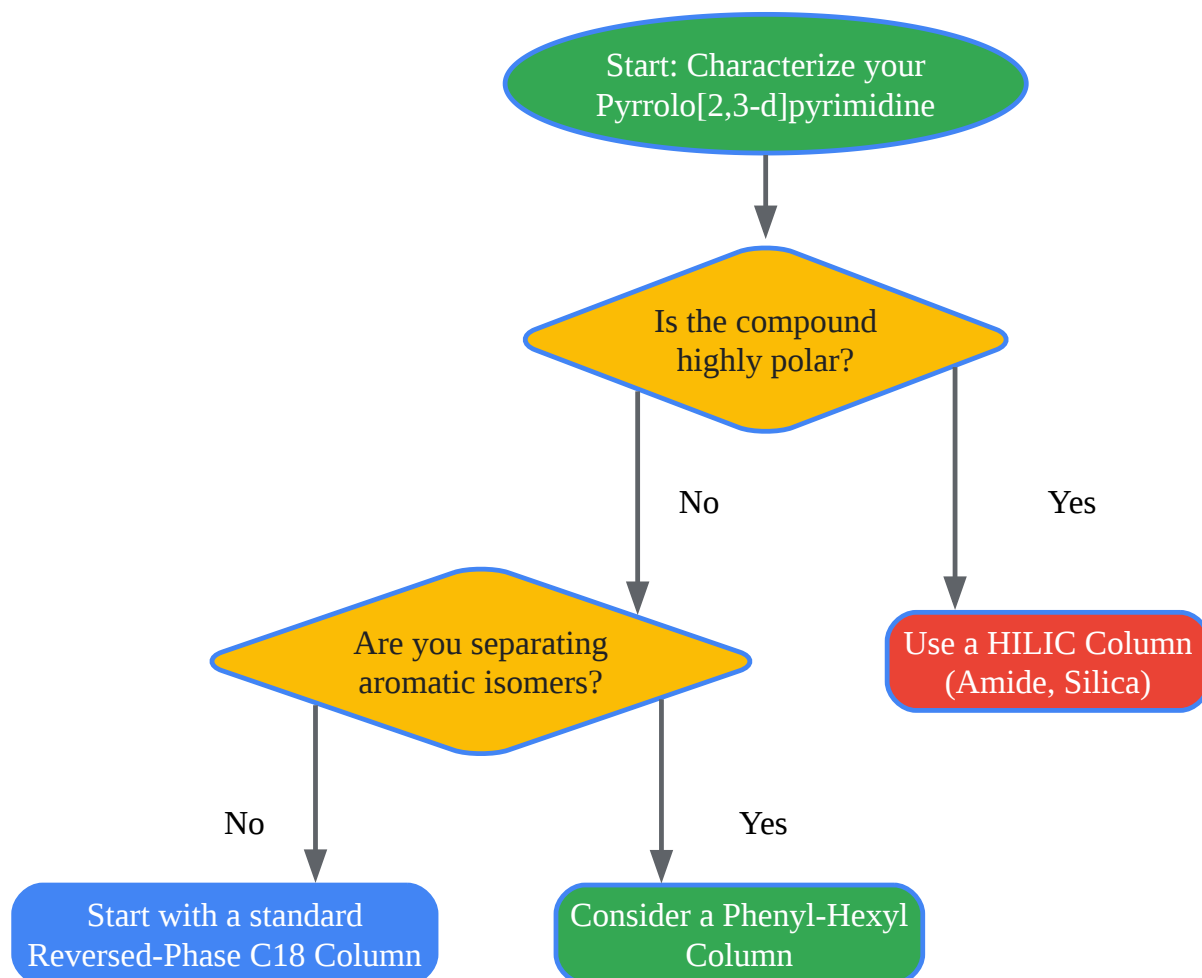 Start: Characterize your
Pyrrolo[2,3-d]pyrimidine
Is the compound
highly polar?
No
Yes
Are you separating
aromatic isomers?
Use a HILIC Column
(Amide, Silica)
No
Yes
Start with a standard
Reversed-Phase C18 Column
Consider a Phenyl-Hexyl
Column